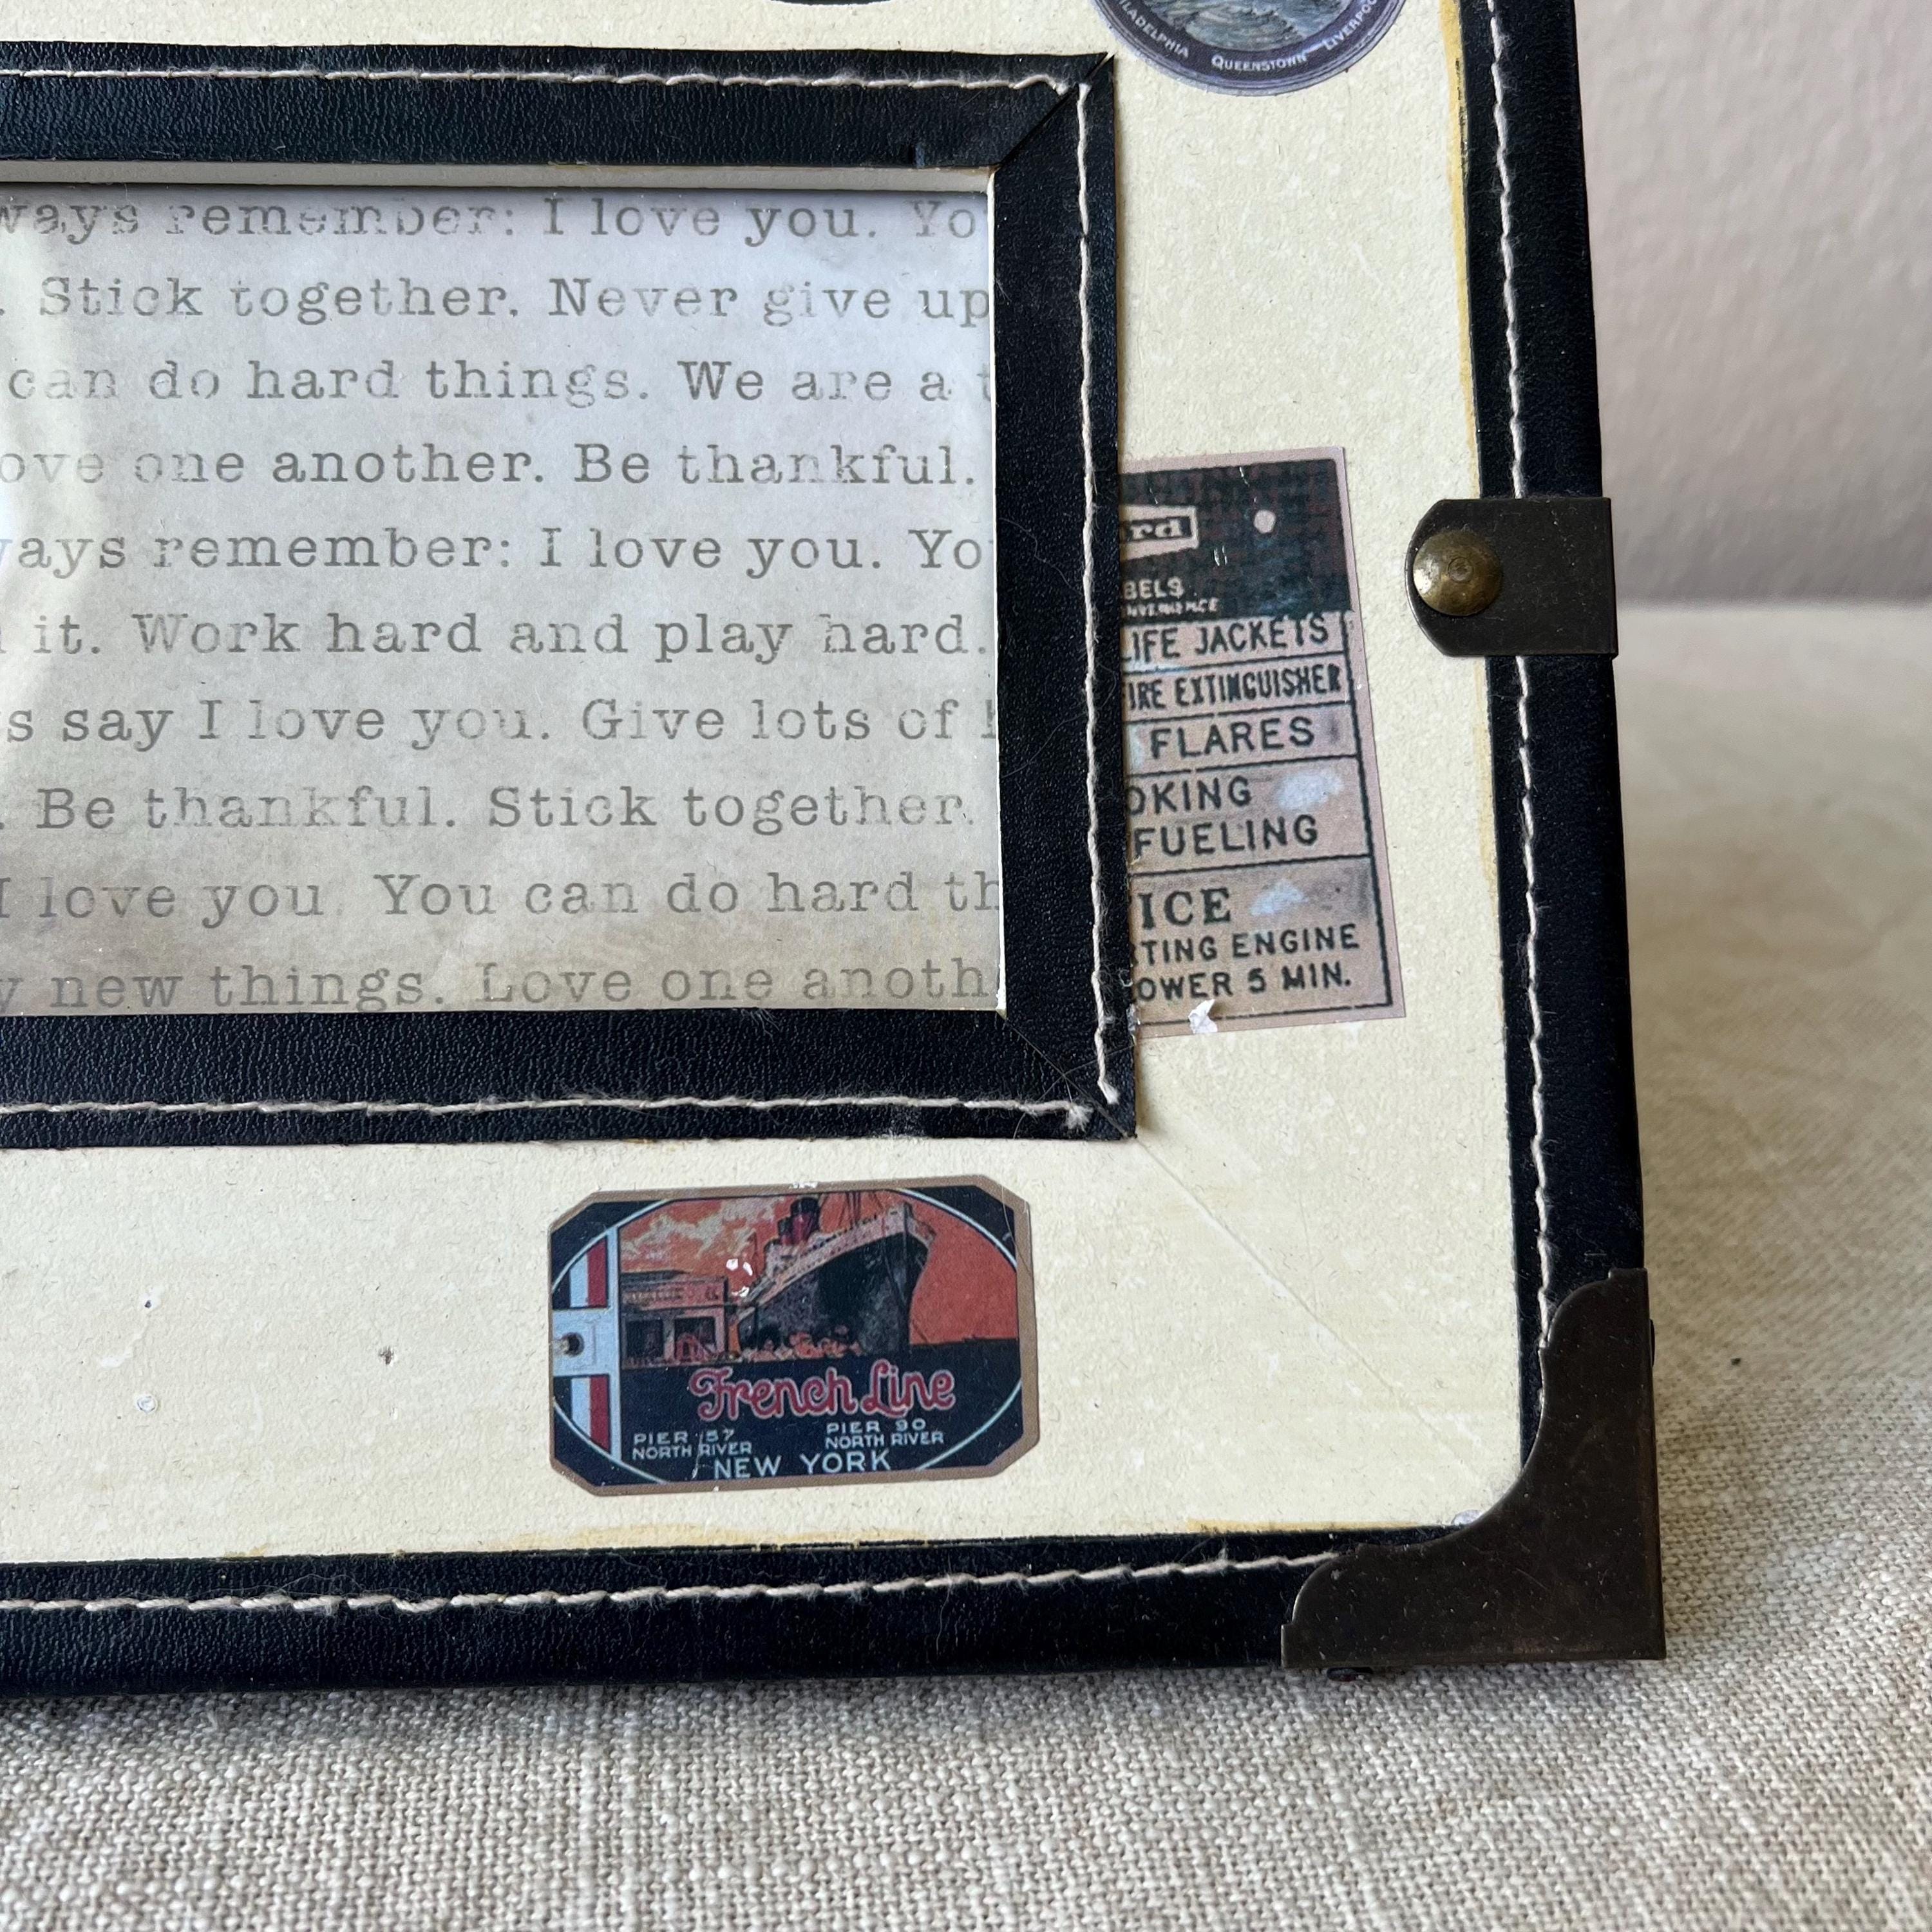 PHILADELPHIA QUEENSTOWN LIVERPOO
ways remember: I love you. Yo
. Stick together. Never give up
can do hard things. We are a t
ove one another. Be thankful.
ways remember: I love you. Yo
it. Work hard and play hard.
s say I love you. Give lots of h
. Be thankful. Stick together.
I love you. You can do hard th
y new things. Love one anoth
ard
BELS
NVENIENCE
LIFE JACKETS
IRE EXTINGUISHER
FLARES
OKING
FUELING
ICE
TING ENGINE
OWER 5 MIN.
French Line
PIER 57 PIER 90
NORTH RIVER NORTH RIVER
NEW YORK